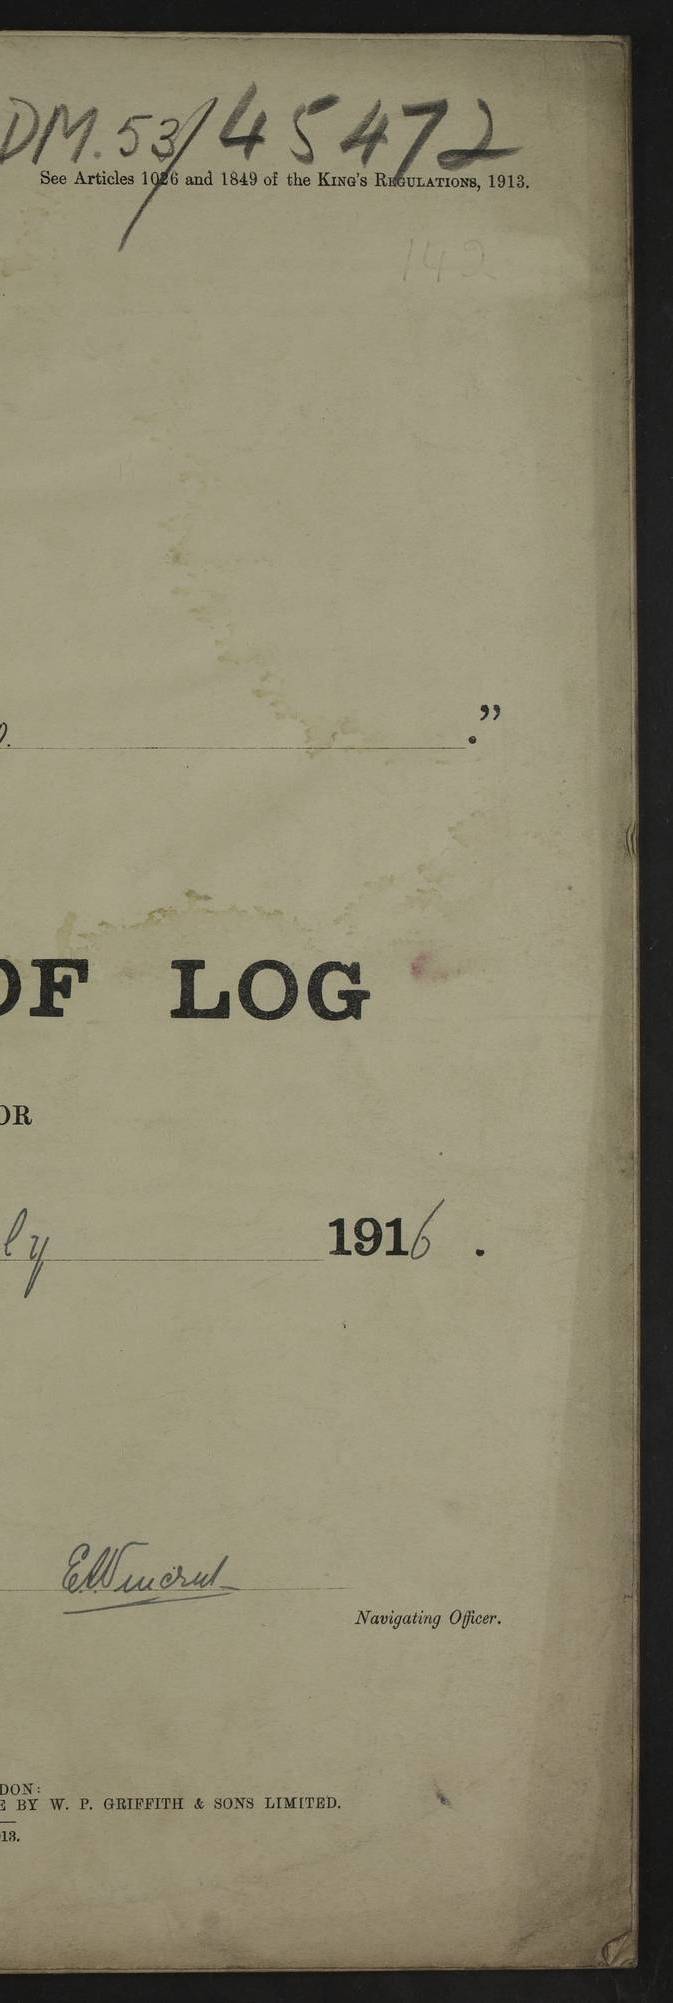 DM. 53/45472
See Articles 1026 and 1849 of the KING'S REGULATIONS, 1913.
142
."
OF LOG
OR
ly 1916.
Navigating Officer.
DON:
E BY W. P. GRIFFITH & SONS LIMITED.
13.